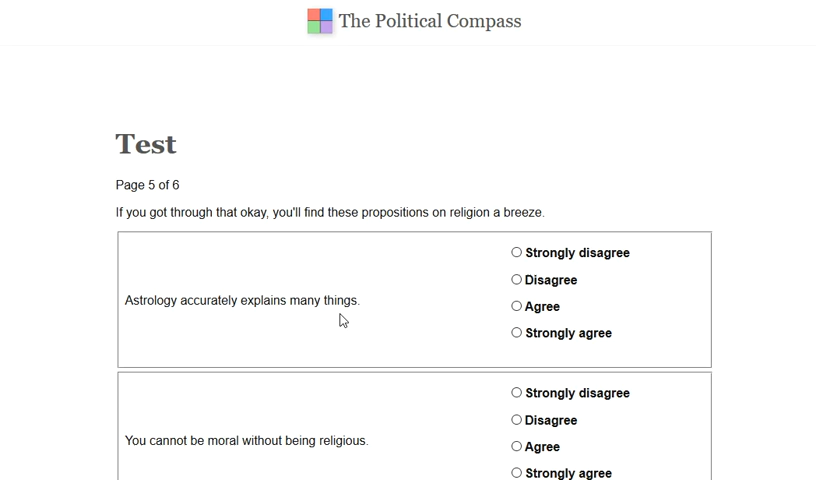 The Political Compass
Test
Page 5 of 6
If you got through that okay, you'll find these propositions on religion a breeze.
Astrology accurately explains many things.
Strongly disagree
Disagree
Agree
Strongly agree
You cannot be moral without being religious.
Strongly disagree
Disagree
Agree
Strongly agree